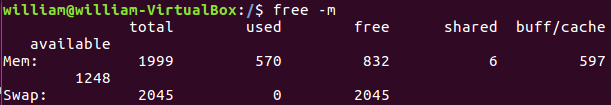 william@william-VirtualBox:/$ free -m
              total        used        free      shared  buff/cache
   available
Mem:           1999         570         832           6         597
        1248
Swap:          2045           0        2045